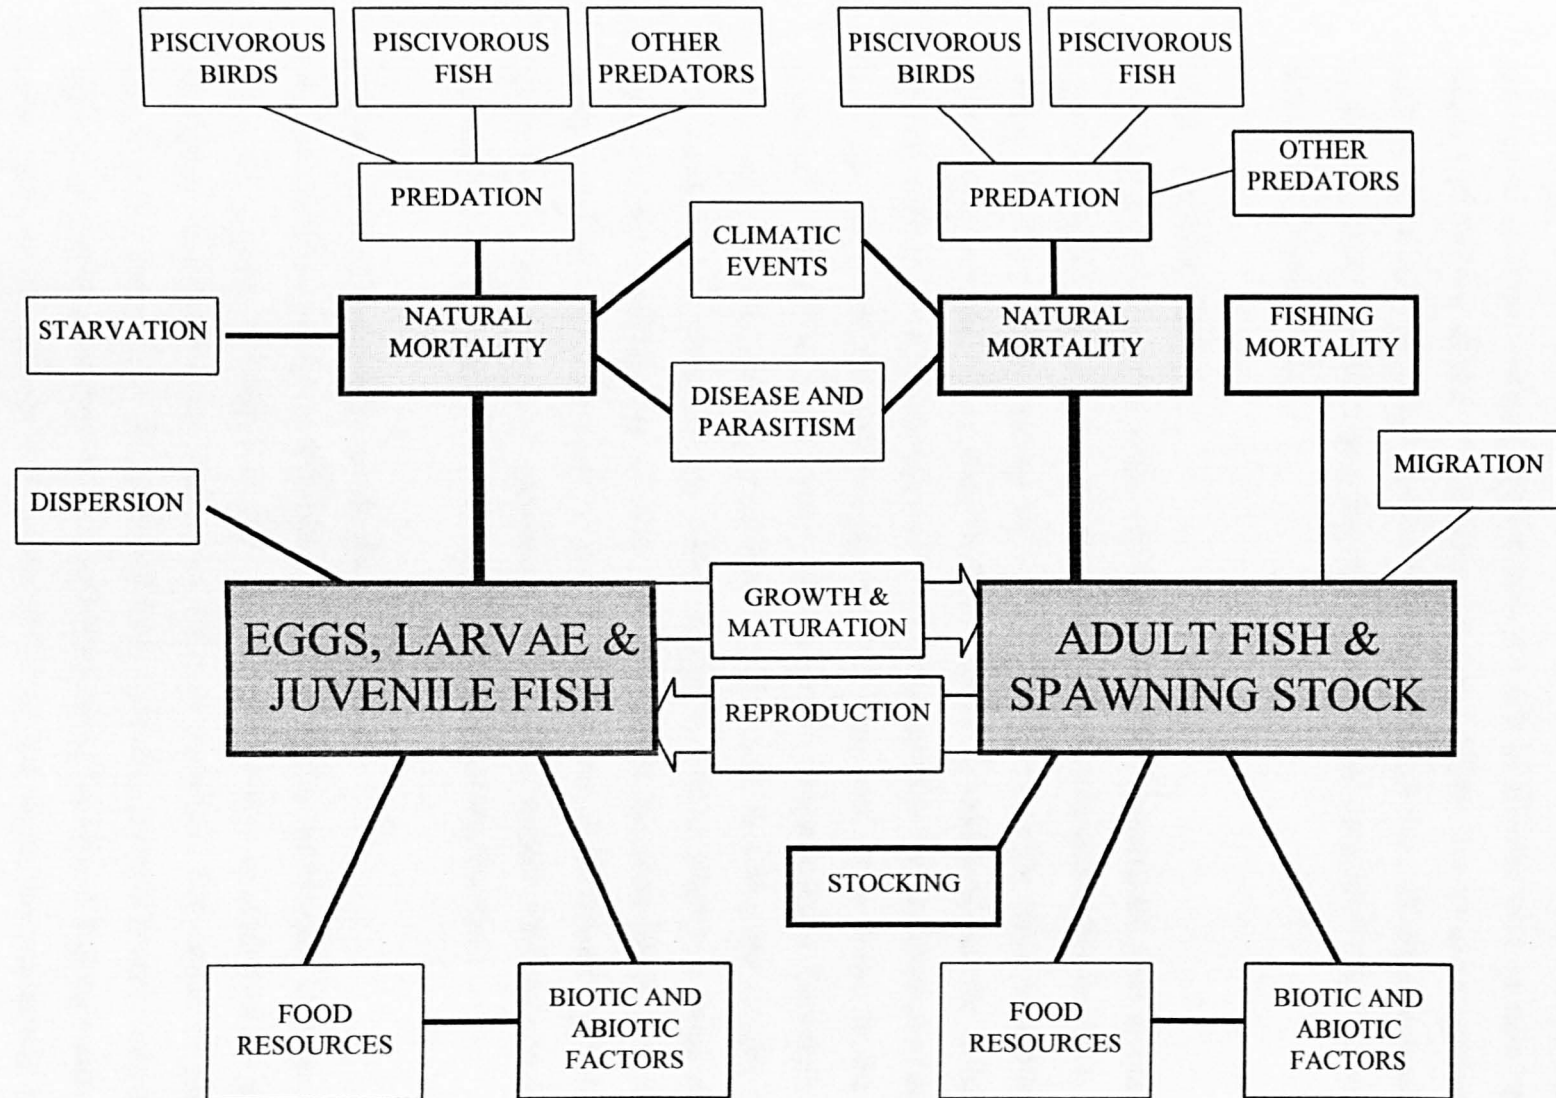 PISCIVOROUS
BIRDS
PISCIVOROUS
FISH
OTHER
PREDATORS
PISCIVOROUS
BIRDS
PISCIVOROUS
FISH
OTHER
PREDATORS
PREDATION
PREDATION
CLIMATIC
EVENTS
STARVATION
NATURAL
MORTALITY
NATURAL
MORTALITY
FISHING
MORTALITY
DISEASE AND
PARASITISM
MIGRATION
DISPERSION
GROWTH &
MATURATION
EGGS, LARVAE &
JUVENILE FISH
ADULT FISH &
SPAWNING STOCK
REPRODUCTION
STOCKING
FOOD
RESOURCES
BIOTIC AND
ABIOTIC
FACTORS
FOOD
RESOURCES
BIOTIC AND
ABIOTIC
FACTORS